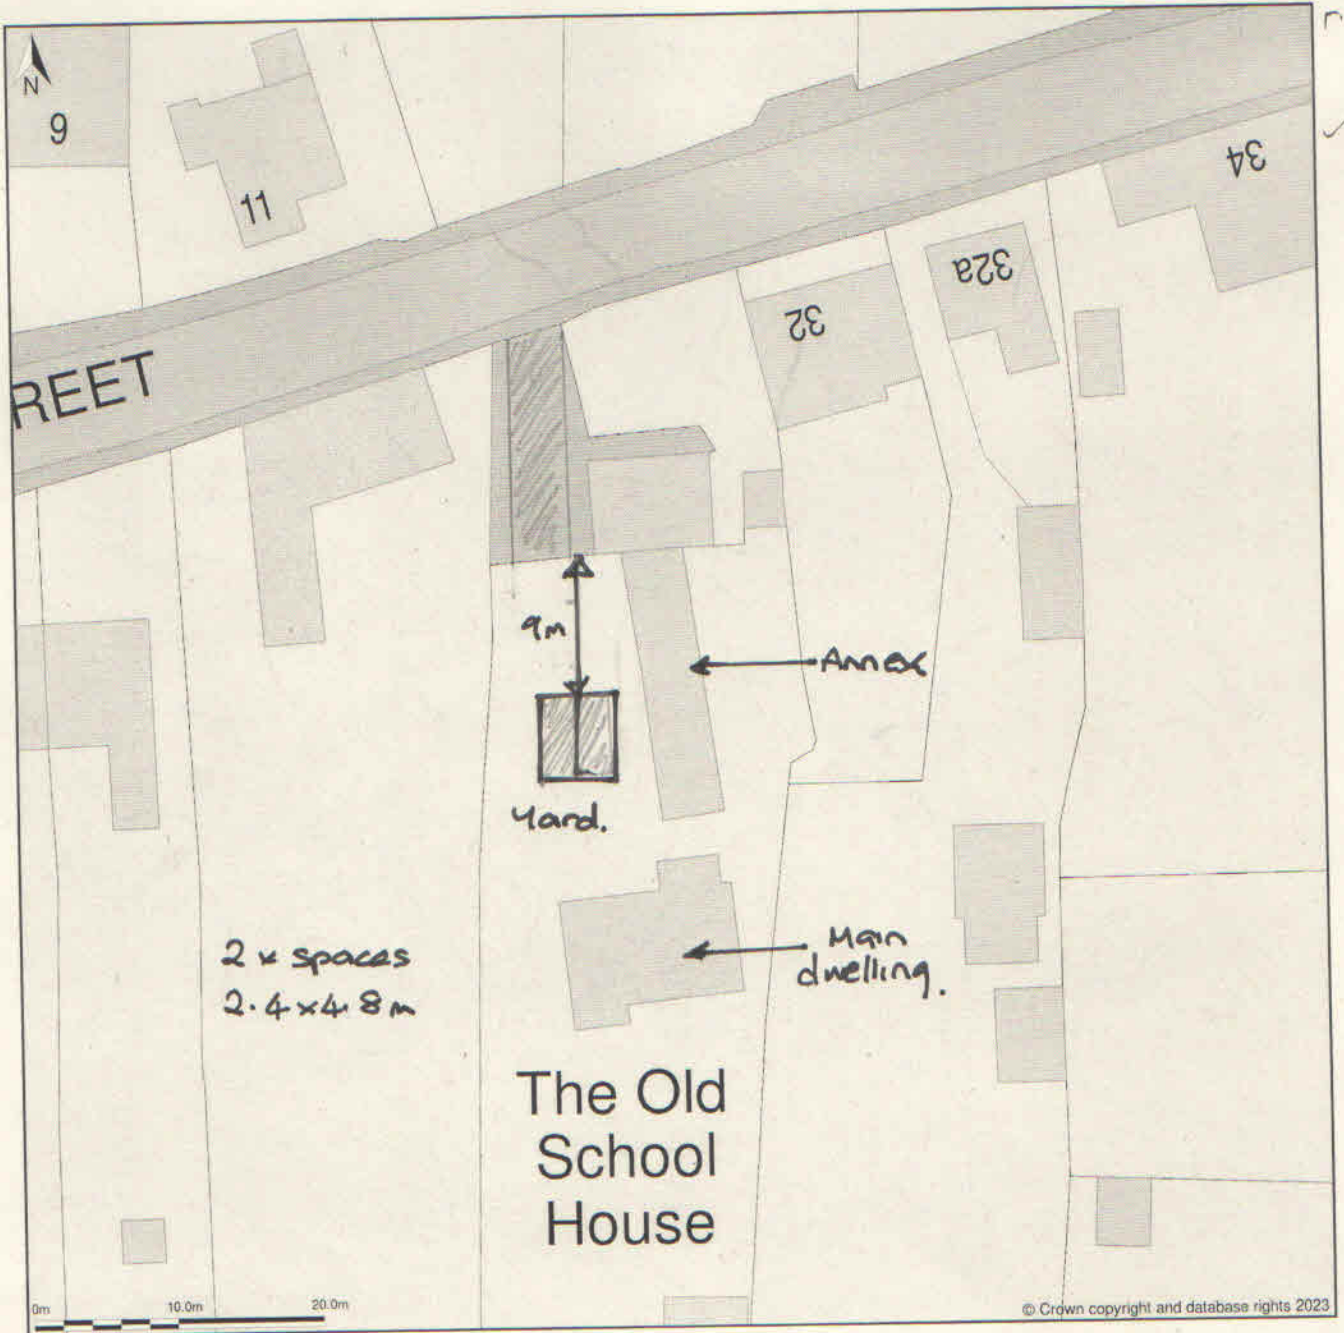 N
9
11
34
32a
32
REET
9m
Annex
Yard.
2 x spaces
2.4 x 4.8m
Main
dwelling.
The Old
School
House
0m
10.0m
20.0m
© Crown copyright and database rights 2023